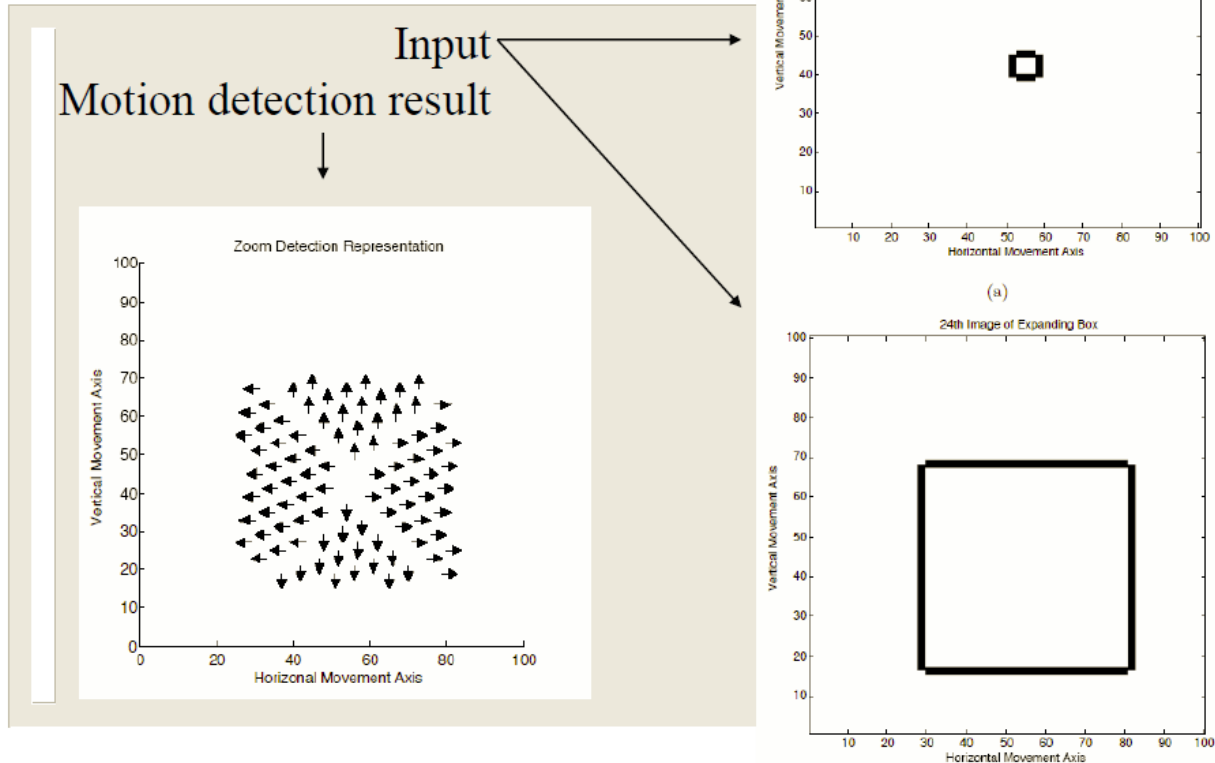 Input
Motion detection result
Zoom Detection Representation
100
90
80
70
60
50
40
30
20
10
0
Vertical Movement Axis
0 20 40 60 80 100
Horizonal Movement Axis
50
40
30
20
10
Vertical
10 20 30 40 50 60 70 80 90 100
Horizontal Movement Axis
(a)
24th Image of Expanding Box
100
90
80
70
60
50
40
30
20
10
Vertical Movement Axis
10 20 30 40 50 60 70 80 90 100
Horizontal Movement Axis